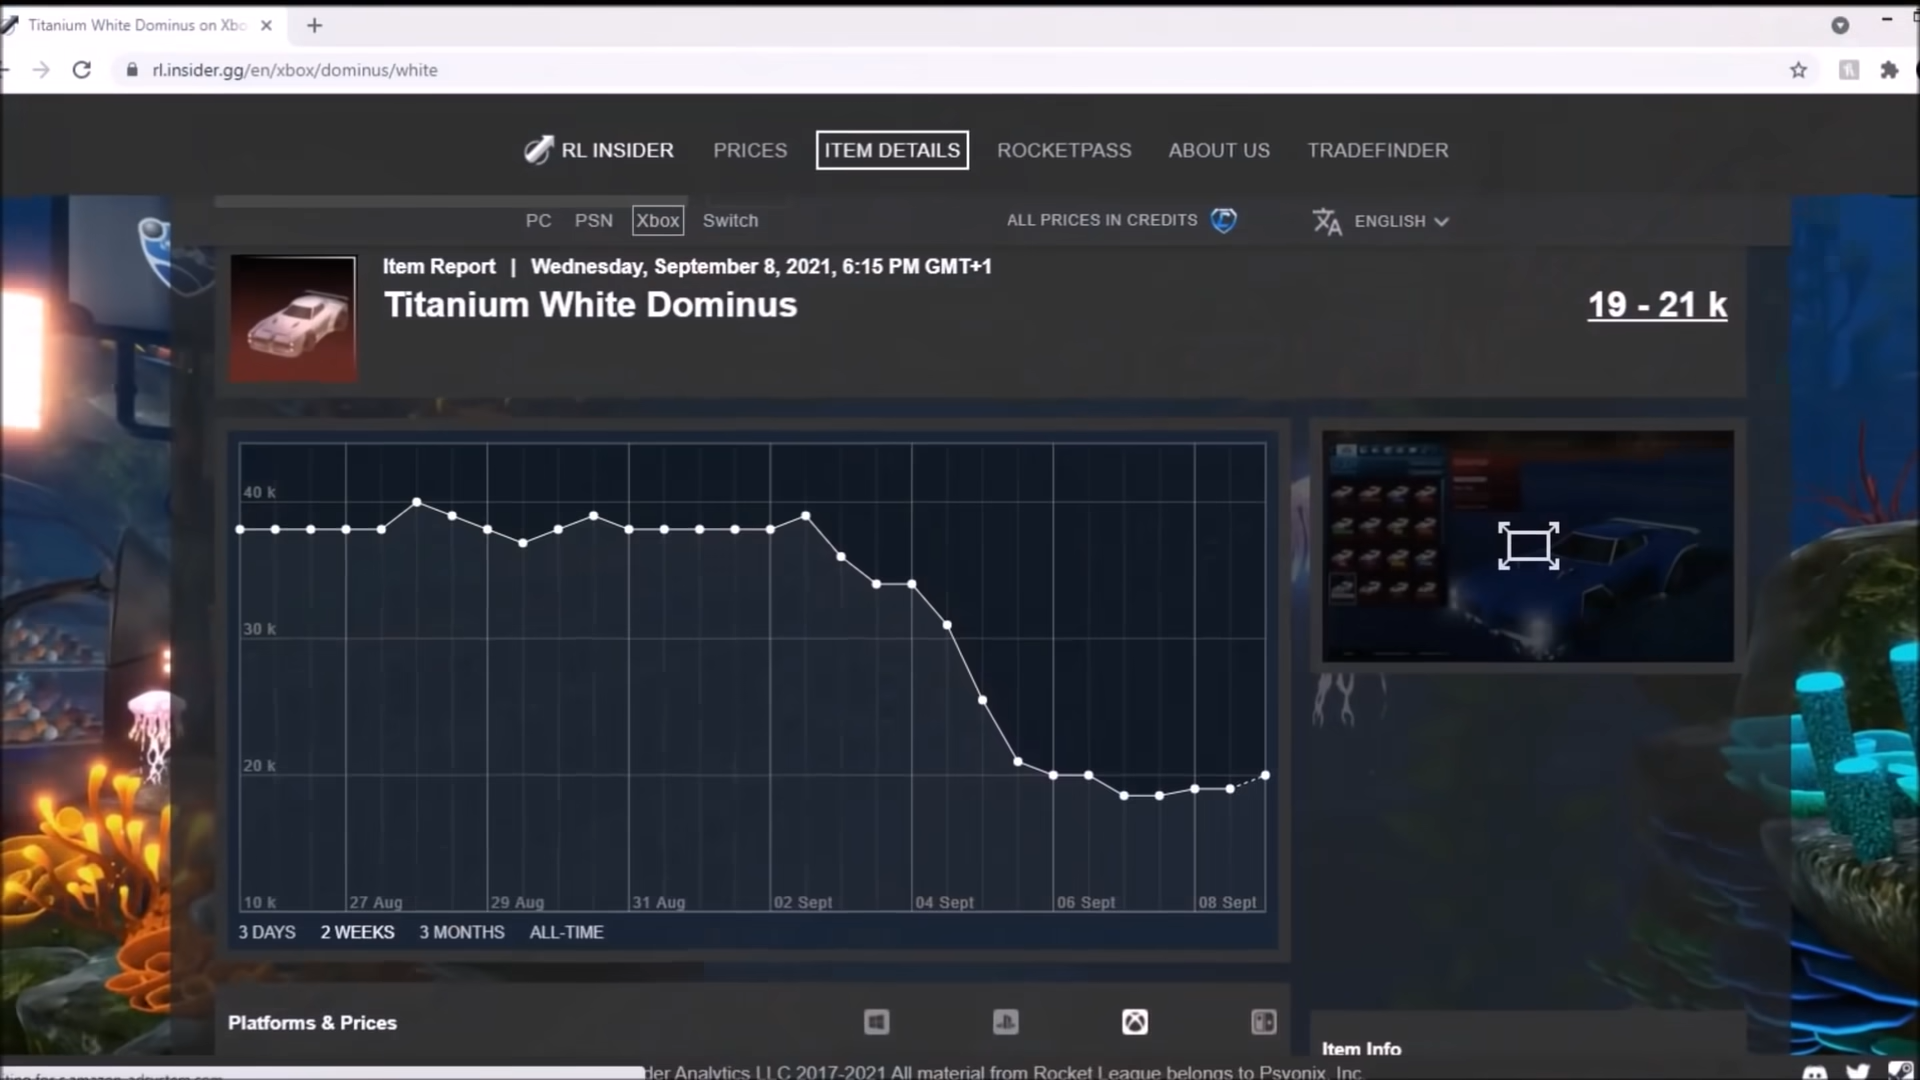 Titanium White Dominus on Xbo
rl.insider.gg/en/xbox/dominus/white
RL INSIDER PRICES ITEM DETAILS ROCKETPASS ABOUT US TRADEFINDER
PC PSN Xbox Switch ALL PRICES IN CREDITS ENGLISH
Item Report | Wednesday, September 8, 2021, 6:15 PM GMT+1
Titanium White Dominus 19 - 21 k
40 k
30 k
20 k
10 k 27 Aug 29 Aug 31 Aug 02 Sept 04 Sept 06 Sept 08 Sept
3 DAYS 2 WEEKS 3 MONTHS ALL-TIME
Platforms & Prices
Item Info
der Analytics LLC 2017-2021 All material from Rocket League belongs to Psyonix, Inc.